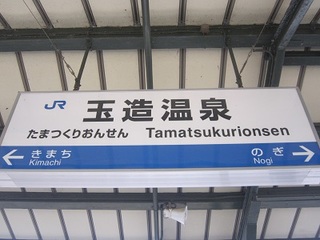 JR 玉造温泉
たまつくりおんせん Tamatsukurionsen
← きまち のぎ →
Kimachi Nogi